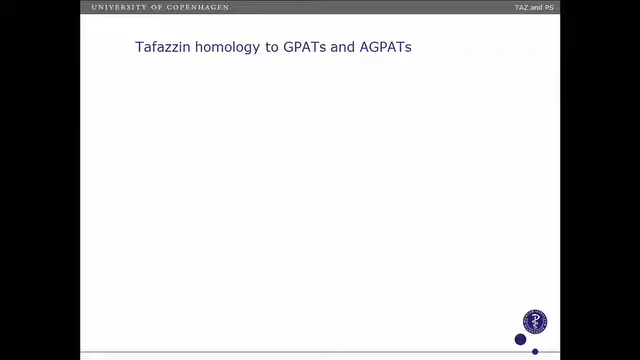 UNIVERSITY OF COPENHAGEN
TAZ and PS
Tafazzin homology to GPATs and AGPATs